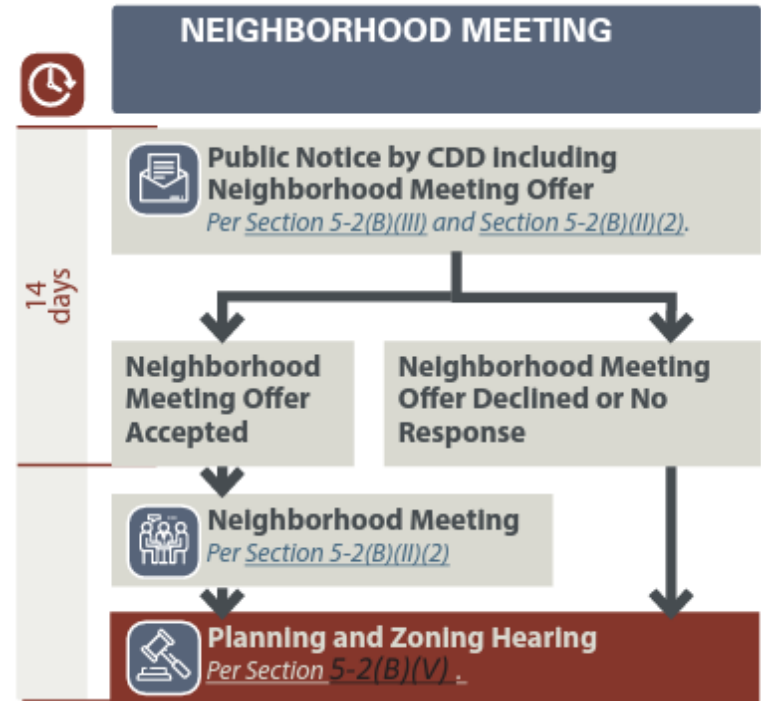 NEIGHBORHOOD MEETING
Public Notice by CDD Including
Neighborhood Meeting Offer
Per Section 5-2(B)(III) and Section 5-2(B)(II)(2).
14
days
Neighborhood
Meeting Offer
Accepted
Neighborhood Meeting
Offer Declined or No
Response
Neighborhood Meeting
Per Section 5-2(B)(II)(2)
Planning and Zoning Hearing
Per Section 5-2(B)(V) .